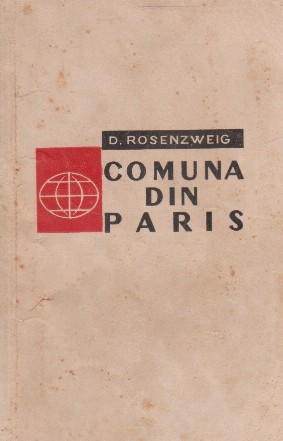 D. ROSENZWEIG
COMUNA
DIN
PARIS